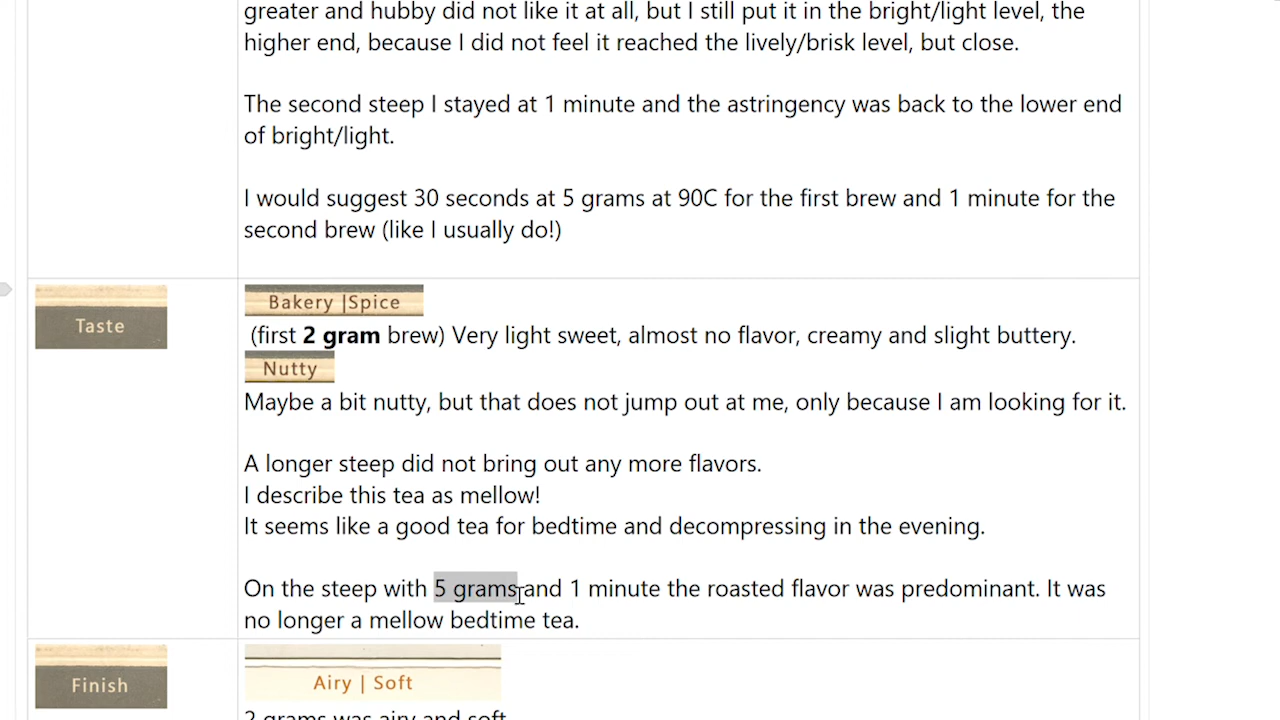 greater and hubby did not like it at all, but I still put it in the bright/light level, the
higher end, because I did not feel it reached the lively/brisk level, but close.
The second steep I stayed at 1 minute and the astringency was back to the lower end
of bright/light.
I would suggest 30 seconds at 5 grams at 90C for the first brew and 1 minute for the
second brew (like I usually do!)
Taste
Bakery |Spice
(first 2 gram brew) Very light sweet, almost no flavor, creamy and slight buttery.
Nutty
Maybe a bit nutty, but that does not jump out at me, only because I am looking for it.
A longer steep did not bring out any more flavors.
I describe this tea as mellow!
It seems like a good tea for bedtime and decompressing in the evening.
On the steep with 5 grams and 1 minute the roasted flavor was predominant. It was
no longer a mellow bedtime tea.
Finish
Airy | Soft
2 grams was airy and soft